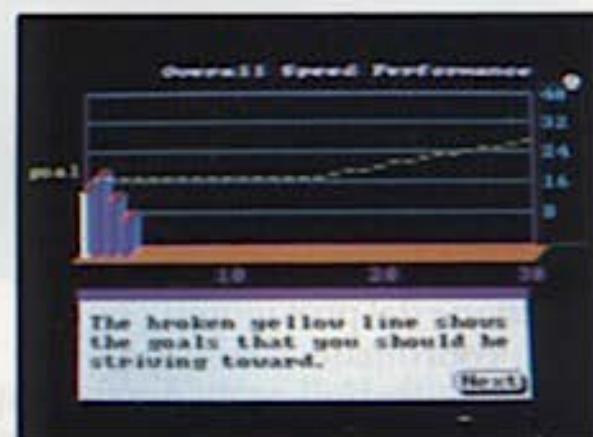 Overall Speed Performance
40
32
24
goal
16
8
10 20 30
The broken yellow line shows
the goals that you should be
striving toward.
Next